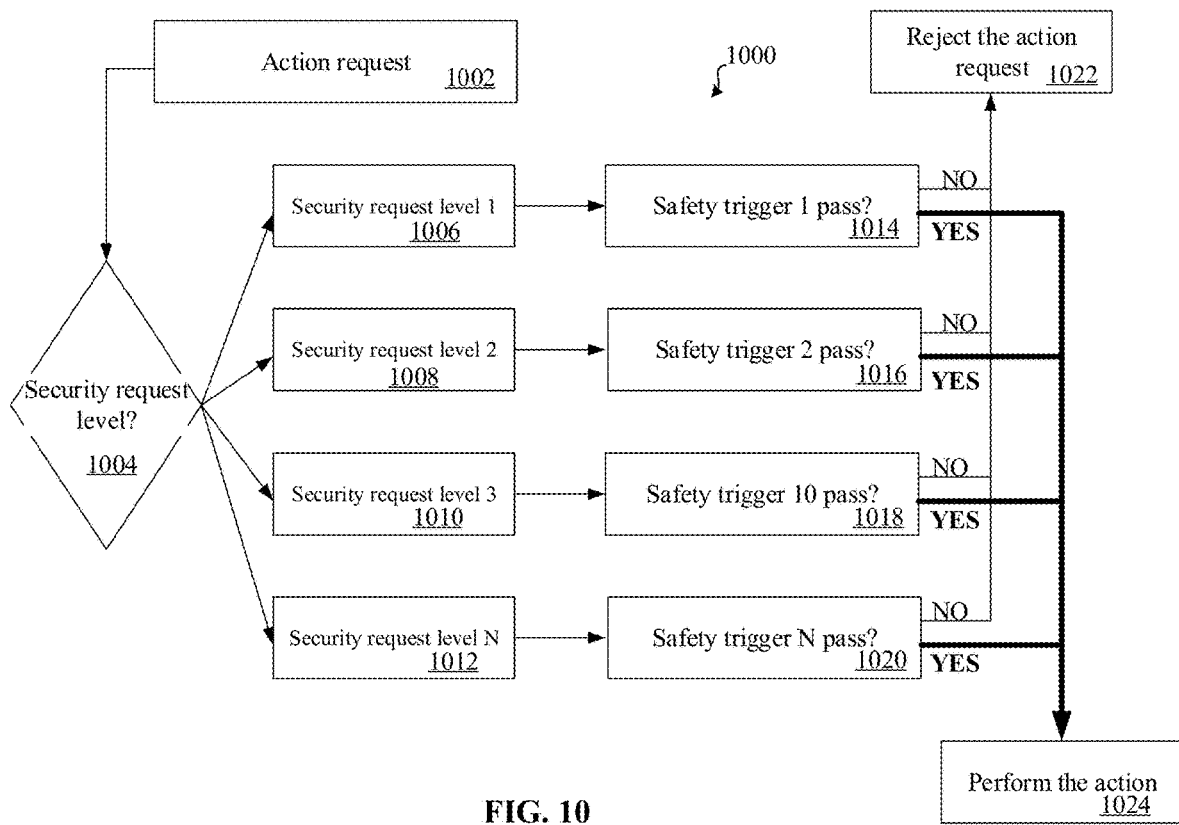 Action request
1002
1000
Reject the action
request
1022
Security request level 1
1006
Safety trigger 1 pass?
1014
NO
YES
Security request level 2
1008
Safety trigger 2 pass?
1016
NO
YES
Security request
level?
1004
Security request level 3
1010
Safety trigger 10 pass?
1018
NO
YES
Security request level N
1012
Safety trigger N pass?
1020
NO
YES
Perform the action
1024
FIG. 10